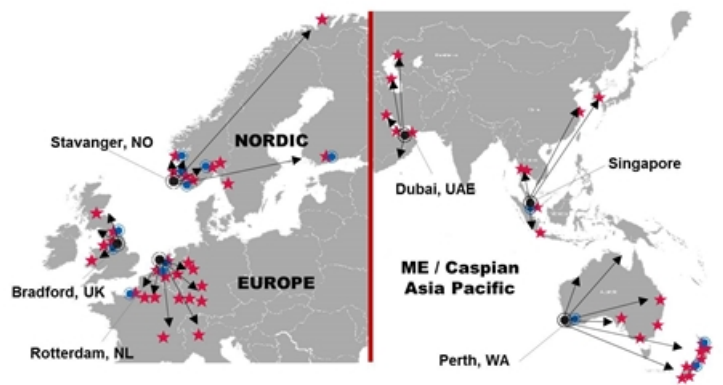 Stavanger, NO
NORDIC
Bradford, UK
EUROPE
Rotterdam, NL
Dubai, UAE
Singapore
ME / Caspian
Asia Pacific
Perth, WA